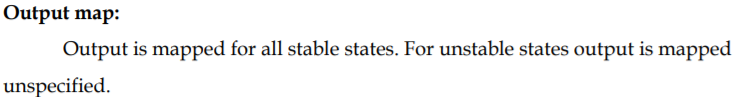 Output map:
Output is mapped for all stable states. For unstable states output is mapped
unspecified.